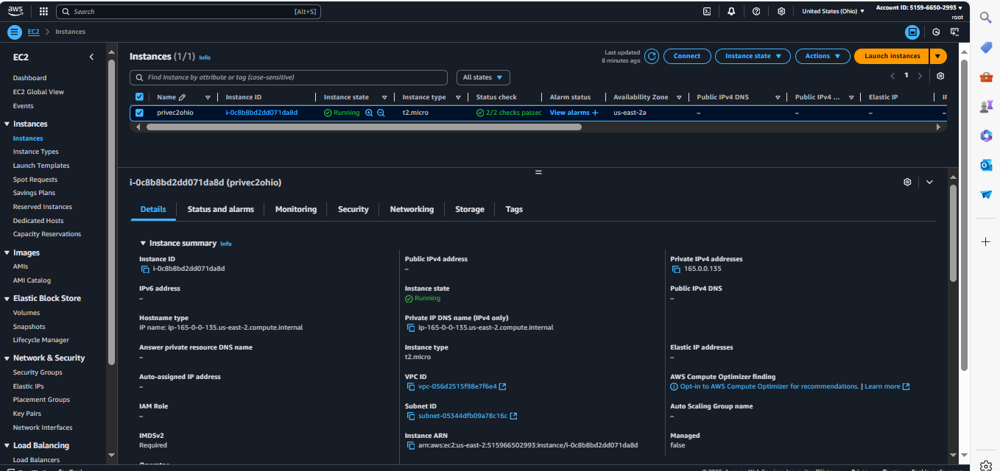 aws
Search [Alt+S]
United States (Ohio)
Account ID: 5159-6650-2993
root
EC2 > Instances
EC2
Dashboard
EC2 Global View
Events
Instances
Instances
Instance Types
Launch Templates
Spot Requests
Savings Plans
Reserved Instances
Dedicated Hosts
Capacity Reservations
Images
AMIs
AMI Catalog
Elastic Block Store
Volumes
Snapshots
Lifecycle Manager
Network & Security
Security Groups
Elastic IPs
Placement Groups
Key Pairs
Network Interfaces
Load Balancing
Load Balancers
Instances (1/1) Info
Last updated
8 minutes ago
Connect
Instance state
Actions
Launch instances
Find Instance by attribute or tag (case-sensitive)
All states
1
Name Instance ID Instance state Instance type Status check Alarm status Availability Zone Public IPv4 DNS Public IPv4 ... Elastic IP
privec2ohio i-0c8b8bd2dd071da8d Running t2.micro 2/2 checks passed View alarms + us-east-2a – – – –
i-0c8b8bd2dd071da8d (privec2ohio)
Details Status and alarms Monitoring Security Networking Storage Tags
Instance summary Info
Instance ID
i-0c8b8bd2dd071da8d
Public IPv4 address
–
Private IPv4 addresses
165.0.0.135
IPv6 address
–
Instance state
Running
Public IPv4 DNS
–
Hostname type
IP name: ip-165-0-0-135.us-east-2.compute.internal
Private IP DNS name (IPv4 only)
ip-165-0-0-135.us-east-2.compute.internal
Answer private resource DNS name
–
Instance type
t2.micro
Elastic IP addresses
–
Auto-assigned IP address
–
VPC ID
vpc-056d2515f98e7f6e4
AWS Compute Optimizer finding
Opt-in to AWS Compute Optimizer for recommendations. | Learn more
IAM Role
–
Subnet ID
subnet-05344dfb09a78c16c
Auto Scaling Group name
–
IMDSv2
Required
Instance ARN
arn:aws:ec2:us-east-2:515966502993:instance/i-0c8b8bd2dd071da8d
Managed
false